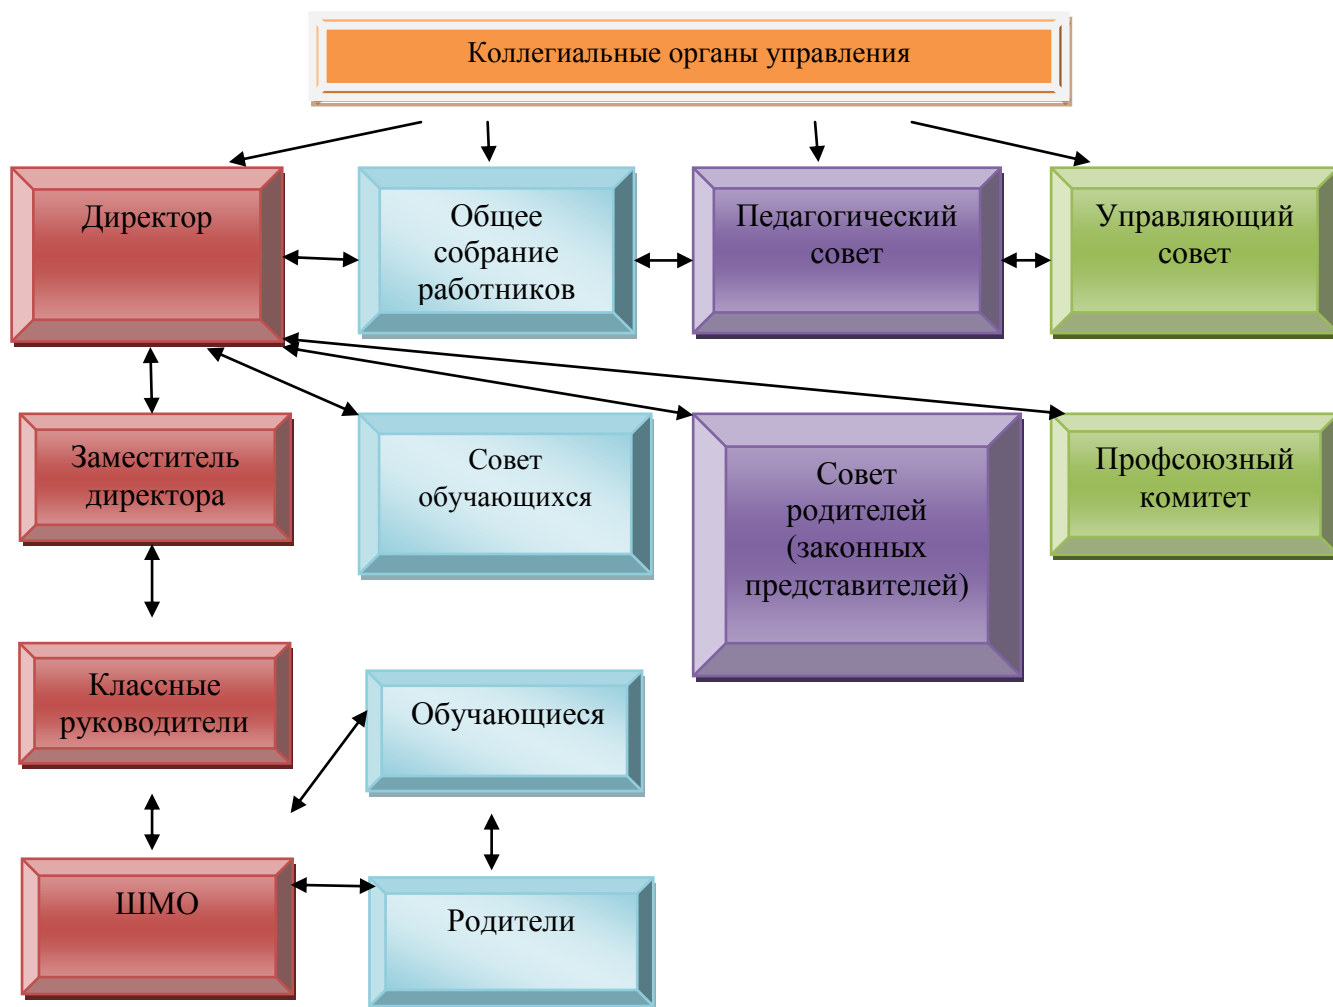 Коллегиальные органы управления
Директор
Общее
собрание
работников
Педагогический
совет
Управляющий
совет
Заместитель
директора
Совет
обучающихся
Совет
родителей
(законных
представителей)
Профсоюзный
комитет
Классные
руководители
Обучающиеся
ШМО
Родители